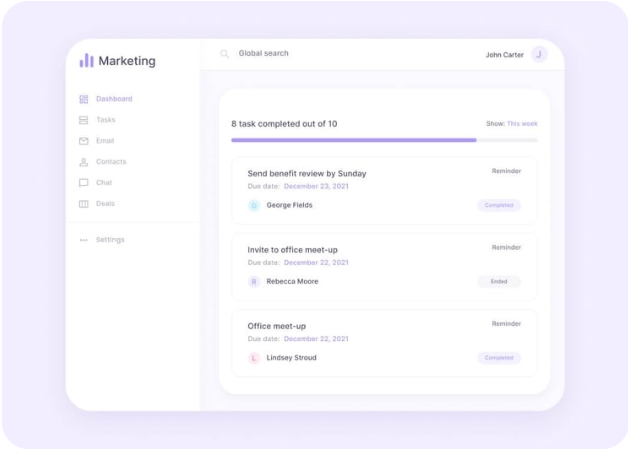 Marketing
Global search
John Carter
J
Dashboard
Tasks
Email
Contacts
Chat
Deals
Settings
8 task completed out of 10
Show: This week
Send benefit review by Sunday
Reminder
Due date: December 23, 2021
G
George Fields
Completed
Invite to office meet-up
Reminder
Due date: December 22, 2021
R
Rebecca Moore
Ended
Office meet-up
Reminder
Due date: December 22, 2021
L
Lindsey Stroud
Completed